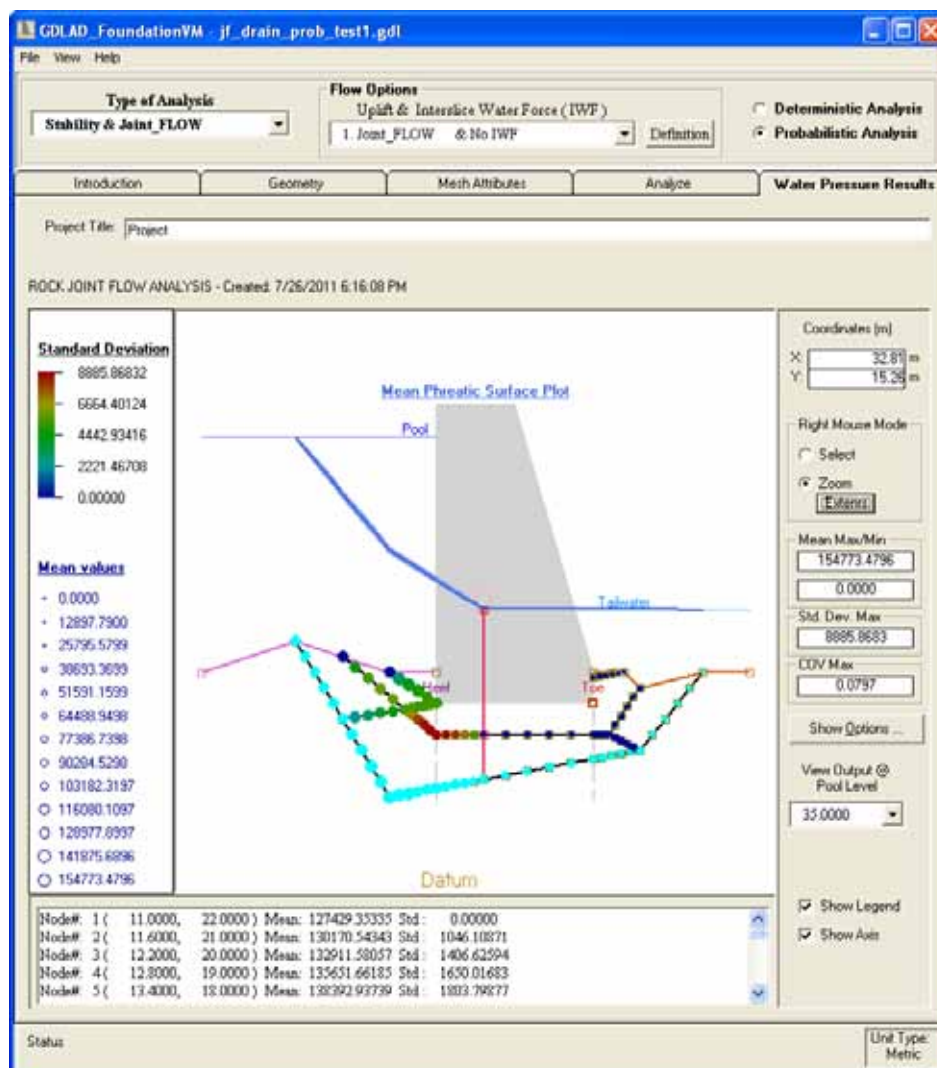 GDLAD_FoundationVM - jf_drain_prob_test1.gdl
File View Help
Type of Analysis
Stability & Joint_FLOW
Flow Options
Uplift & Interslice Water Force ( IWF )
1. Joint_FLOW & No IWF
Definition
Deterministic Analysis
Probabilistic Analysis
Introduction
Geometry
Mesh Attributes
Analyze
Water Pressure Results
Project Title: Project
ROCK JOINT FLOW ANALYSIS - Created: 7/26/2011 6:16:08 PM
Standard Deviation
8885.86832
6664.40124
4442.93416
2221.46708
0.00000
Mean values
0.0000
12897.7900
25795.5799
38693.3699
51591.1599
64488.9498
77386.7398
90284.5298
103182.3197
116080.1097
128977.8997
141875.6896
154773.4796
Mean Phreatic Surface Plot
Pool
Tailwater
Heel
Toe
Datum
Coordinates (m)
X: 32.81 m
Y: 15.26 m
Right Mouse Mode
Select
Zoom
Extents
Mean Max/Min
154773.4796
0.0000
Std. Dev. Max
8885.8683
COV Max
0.0797
Show Options ...
View Output @
Pool Level
35.0000
Show Legend
Show Axis
Node#: 1 ( 11.0000, 22.0000 ) Mean: 127429.35335 Std : 0.00000
Node#: 2 ( 11.6000, 21.0000 ) Mean: 130170.54343 Std : 1046.10871
Node#: 3 ( 12.2000, 20.0000 ) Mean: 132911.58057 Std : 1406.62594
Node#: 4 ( 12.8000, 19.0000 ) Mean: 135651.66185 Std : 1650.01683
Node#: 5 ( 13.4000, 18.0000 ) Mean: 138392.93739 Std : 1803.79877
Status
Unit Type:
Metric